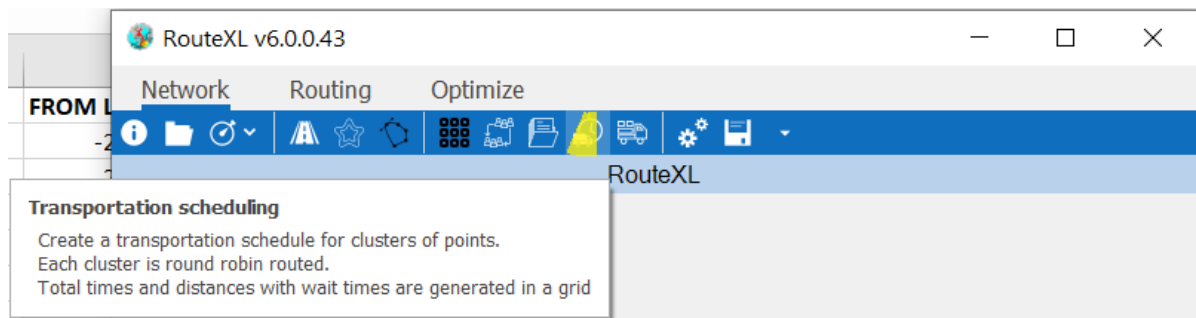 RouteXL v6.0.0.43
Network Routing Optimize
FROM L
-2
RouteXL
Transportation scheduling
Create a transportation schedule for clusters of points.
Each cluster is round robin routed.
Total times and distances with wait times are generated in a grid